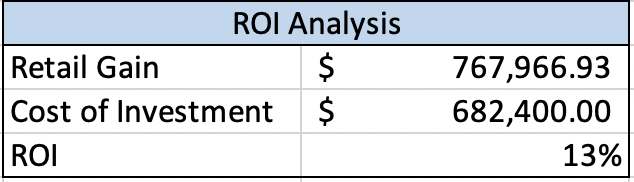 ROI Analysis
Retail Gain $ 767,966.93
Cost of Investment $ 682,400.00
ROI 13%